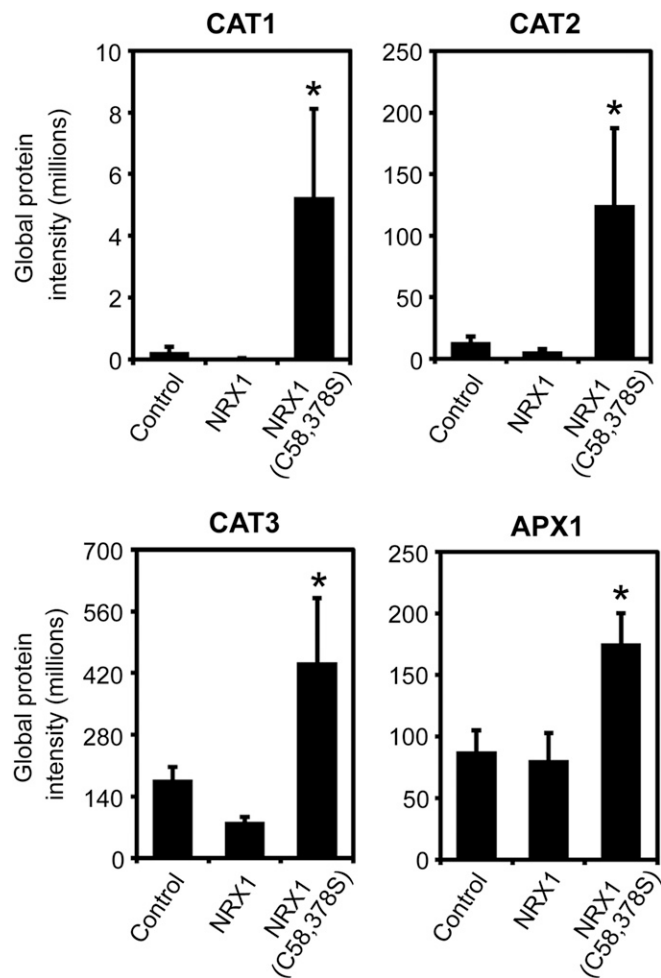 CAT1
Global protein
intensity (millions)
10
8
6
4
2
0
*
Control
NRX1
NRX1
(C58,378S)
CAT2
250
200
150
100
50
0
*
Control
NRX1
NRX1
(C58,378S)
CAT3
Global protein
intensity (millions)
700
560
420
280
140
0
*
Control
NRX1
NRX1
(C58,378S)
APX1
250
200
150
100
50
0
*
Control
NRX1
NRX1
(C58,378S)